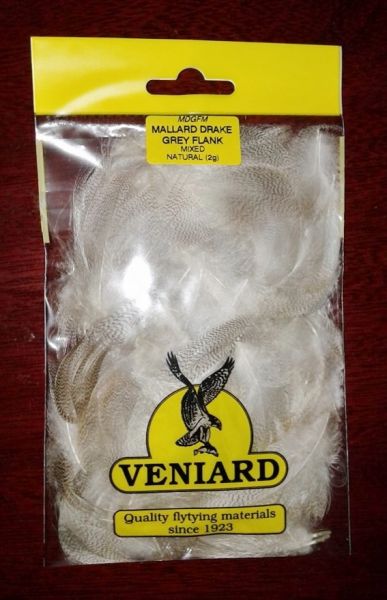 MDGFM
MALLARD DRAKE
GREY FLANK
MIXED
NATURAL (2g)
VENIARD
Quality flytying materials
since 1923